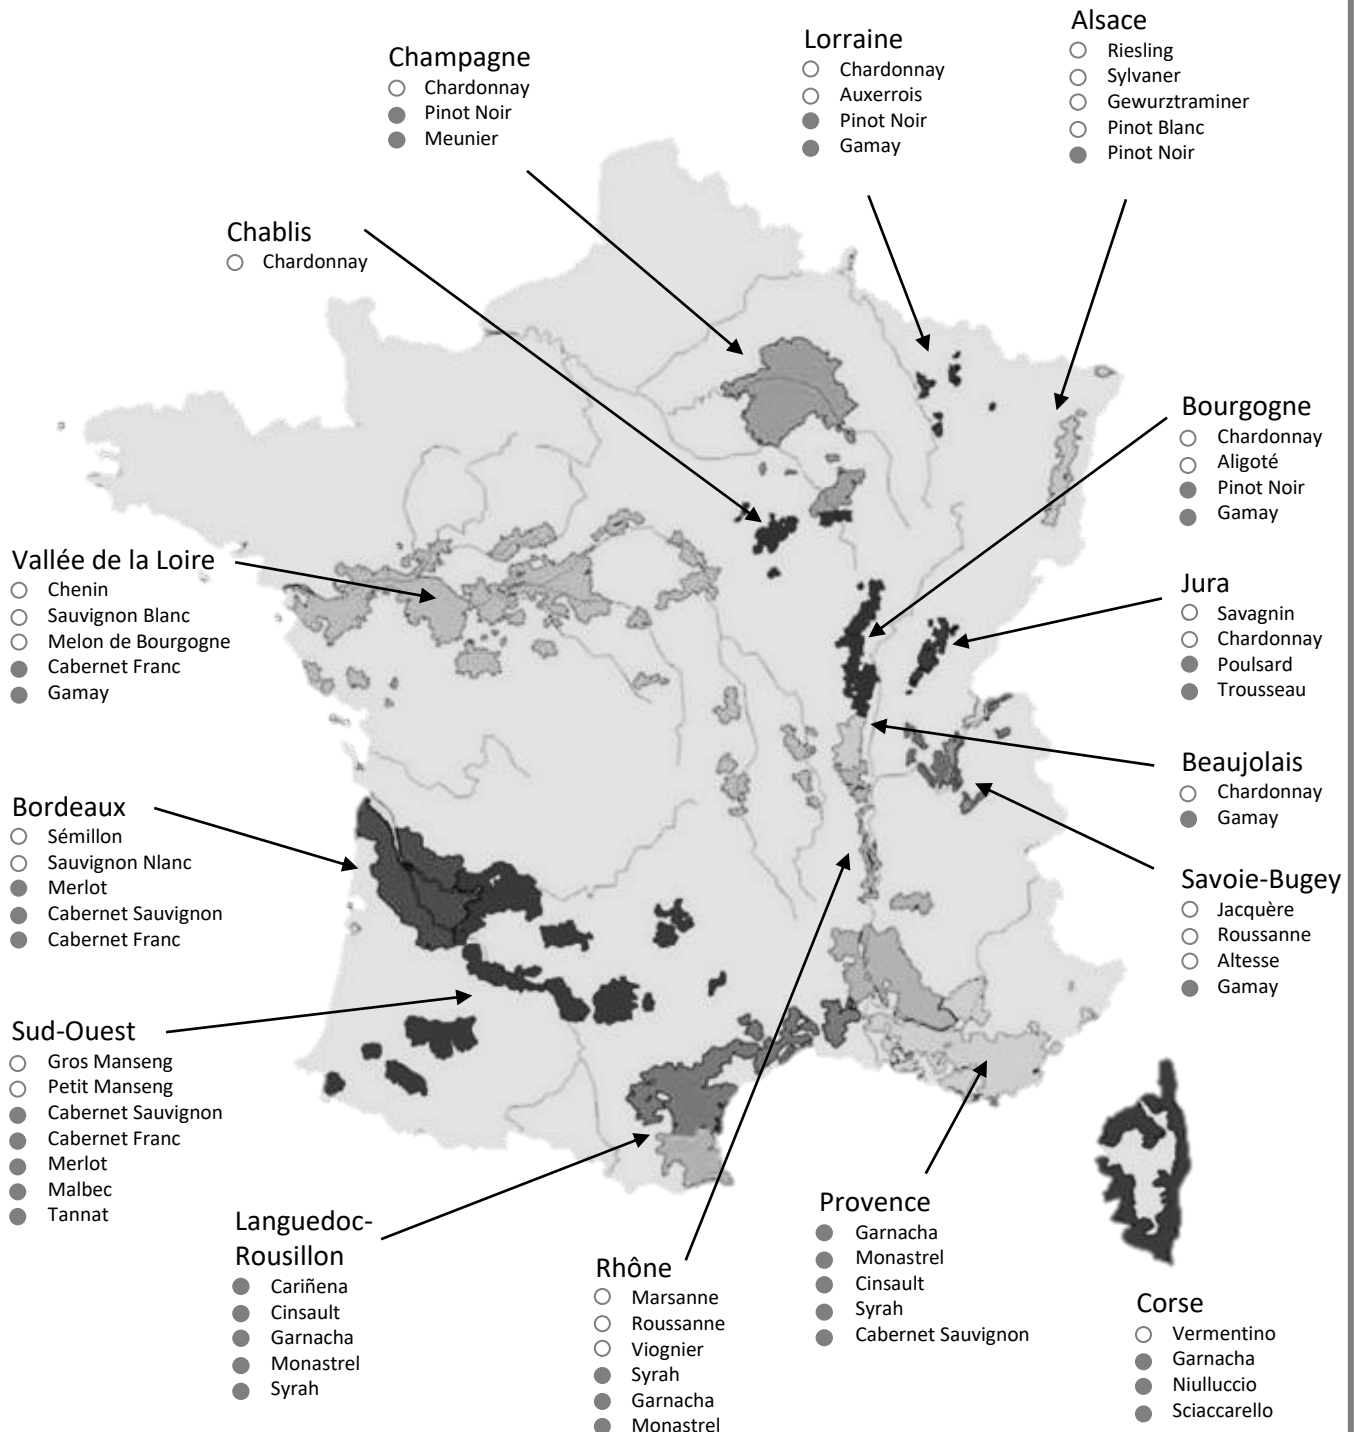 Champagne
Chardonnay
Pinot Noir
Meunier
Lorraine
Chardonnay
Auxerrois
Pinot Noir
Gamay
Alsace
Riesling
Sylvaner
Gewurztraminer
Pinot Blanc
Pinot Noir
Chablis
Chardonnay
Bourgogne
Chardonnay
Aligoté
Pinot Noir
Gamay
Vallée de la Loire
Chenin
Sauvignon Blanc
Melon de Bourgogne
Cabernet Franc
Gamay
Jura
Savagnin
Chardonnay
Poulsard
Trousseau
Beaujolais
Chardonnay
Gamay
Bordeaux
Sémillon
Sauvignon Nlanc
Merlot
Cabernet Sauvignon
Cabernet Franc
Savoie-Bugey
Jacquère
Roussanne
Altesse
Gamay
Sud-Ouest
Gros Manseng
Petit Manseng
Cabernet Sauvignon
Cabernet Franc
Merlot
Malbec
Tannat
Languedoc-
Rousillon
Cariñena
Cinsault
Garnacha
Monastrel
Syrah
Rhône
Marsanne
Roussanne
Viognier
Syrah
Garnacha
Monastrel
Provence
Garnacha
Monastrel
Cinsault
Syrah
Cabernet Sauvignon
Corse
Vermentino
Garnacha
Niulluccio
Sciaccarello